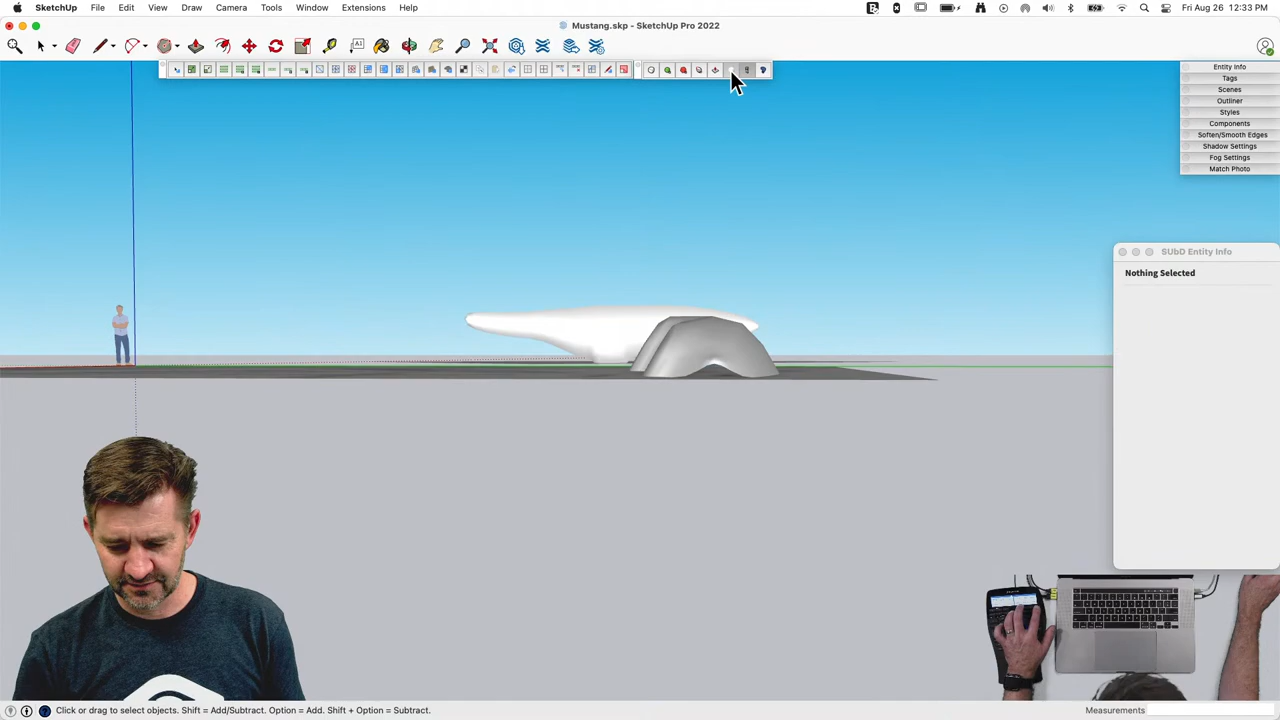 SketchUp File Edit View Camera Draw Tools Window Extensions Help Fri Aug 26 12:33 PM
Mustang.skp - SketchUp Pro 2022
Entity Info
Tags
Scenes
Outliner
Styles
Components
Soften/Smooth Edges
Shadow Settings
Fog Settings
Match Photo
SUbD Entity Info
Nothing Selected
Click or drag to select objects. Shift = Add/Subtract. Option = Add. Shift + Option = Subtract.
Measurements